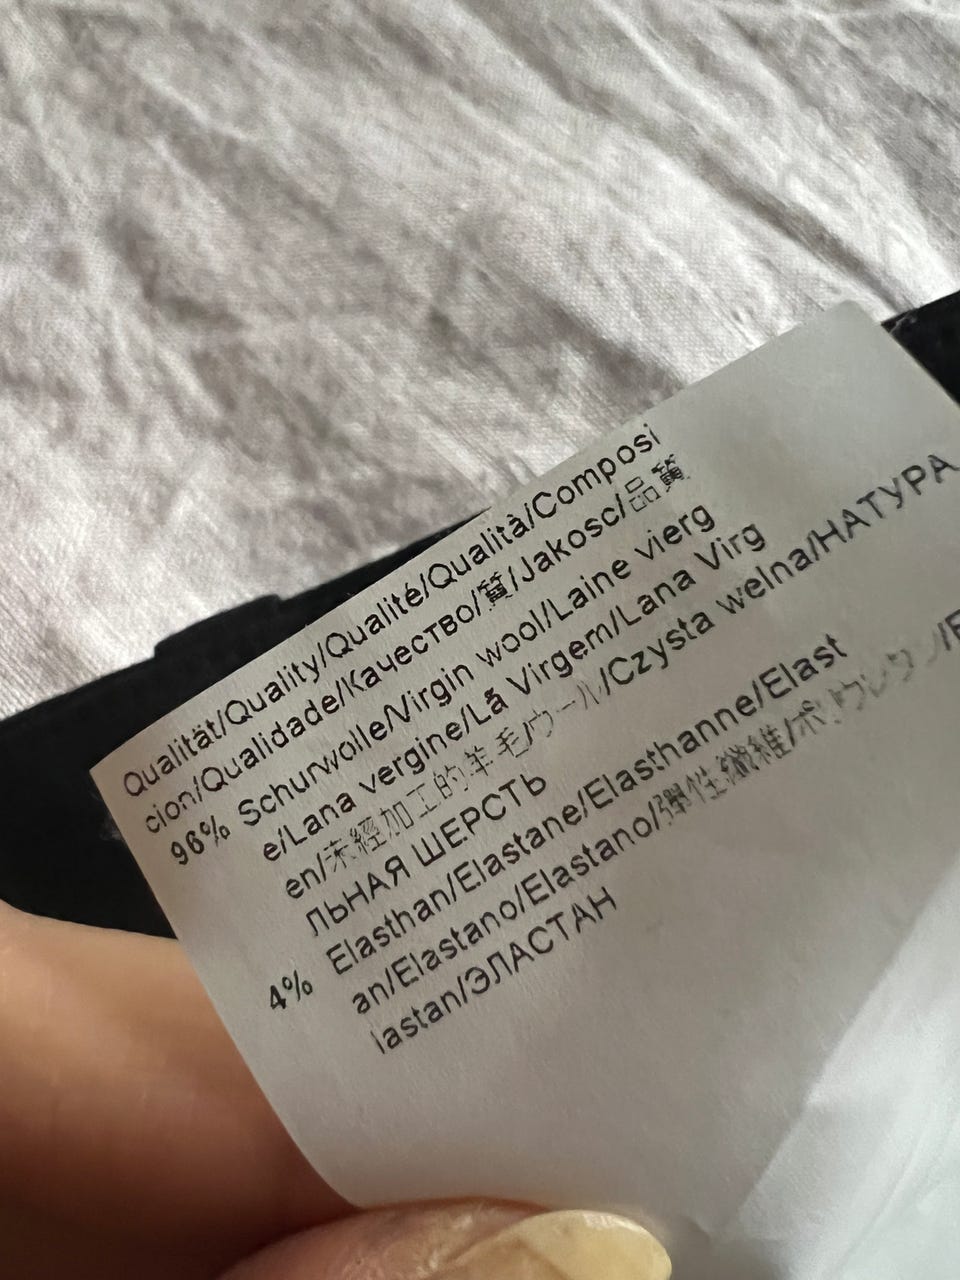 Qualität/Quality/Qualité/Qualità/Composi
cion/Qualidade/Качество/質/Jakosc/品質
96% Schurwolle/Virgin wool/Laine vierg
e/Lana vergine/Lã Virgem/Lana Virg
en/未經加工的羊毛/ウール/Czysta welna/НАТУРА
ЛЬНАЯ ШЕРСТЬ
4% Elasthan/Elastane/Elasthanne/Elast
an/Elastano/Elastano/彈性纖維/ポリウレタン/E
lastan/ЭЛАСТАН